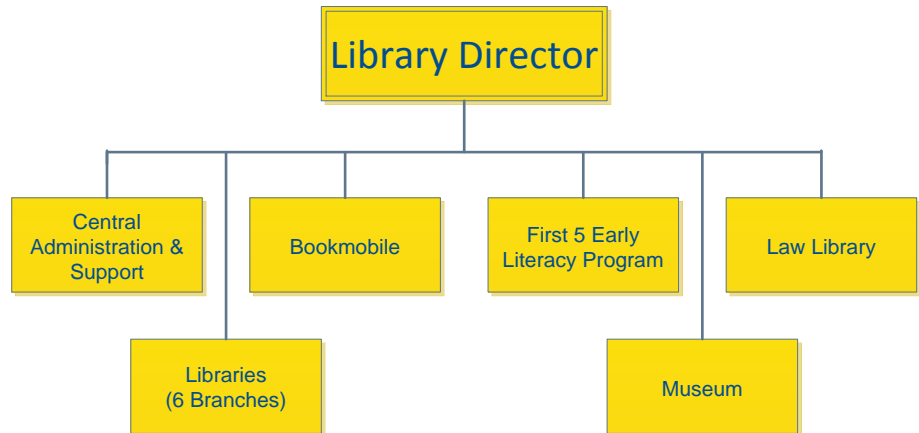 Library Director
Central
Administration &
Support
Bookmobile
First 5 Early
Literacy Program
Law Library
Libraries
(6 Branches)
Museum